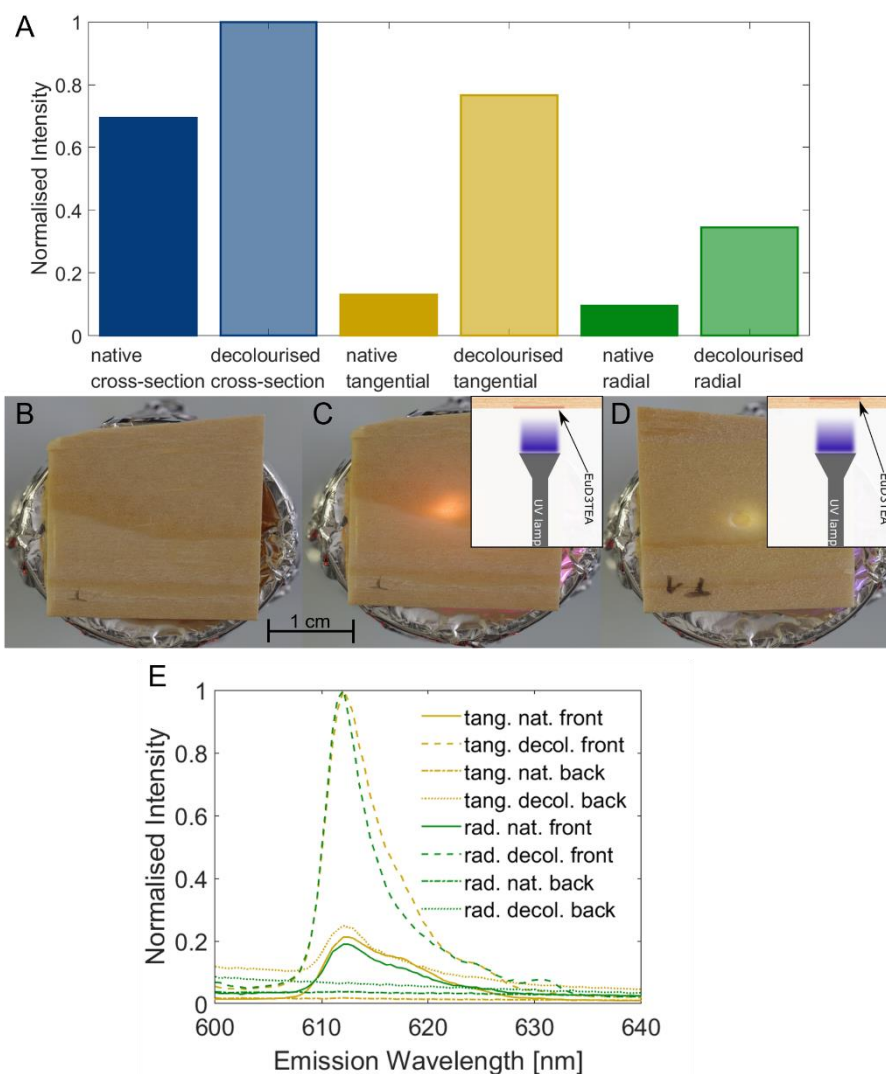 A
Normalised Intensity
1
0.8
0.6
0.4
0.2
0
native
cross-section
decolourised
cross-section
native
tangential
decolourised
tangential
native
radial
decolourised
radial
B
C
D
UV lamp
EuD3TEA
UV lamp
EuD3TEA
1 cm
E
Normalised Intensity
1
0.8
0.6
0.4
0.2
0
tang. nat. front
tang. decol. front
tang. nat. back
tang. decol. back
rad. nat. front
rad. decol. front
rad. nat. back
rad. decol. back
600
610
620
630
640
Emission Wavelength [nm]